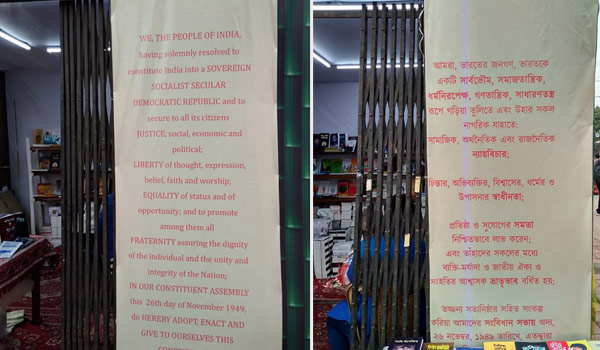 WE, THE PEOPLE OF INDIA,
having solemnly resolved to
constitute India into a SOVEREIGN
SOCIALIST SECULAR
DEMOCRATIC REPUBLIC and to
secure to all its citizens
JUSTICE, social, economic and
political;
LIBERTY of thought, expression,
belief, faith and worship;
EQUALITY of status and of
opportunity; and to promote
among them all
FRATERNITY assuring the dignity
of the individual and the unity and
integrity of the Nation;
IN OUR CONSTITUENT ASSEMBLY
this 26th day of November 1949,
do HEREBY ADOPT, ENACT AND
GIVE TO OURSELVES THIS
আমরা, ভারতের জনগণ, ভারতকে
একটি সার্বভৌম, সমাজতান্ত্রিক,
ধর্মনিরপেক্ষ, গণতান্ত্রিক, সাধারণতন্ত্র
রূপে গড়িয়া তুলিতে এবং উহার সকল
নাগরিক যাহাতে;
সামাজিক, অর্থনৈতিক এবং রাজনৈতিক
ন্যায়বিচার;
চিন্তার, অভিব্যক্তির, বিশ্বাসের, ধর্মের ও
উপাসনার স্বাধীনতা;
প্রতিষ্ঠা ও সুযোগের সমতা
নিশ্চিতভাবে লাভ করেন;
এবং তাঁহাদের সকলের মধ্যে
ব্যক্তি-মর্যাদা ও জাতীয় ঐক্য ও
সংহতির আশ্বাসক ভ্রাতৃভাব বর্ধিত হয়;
তজ্জন্য সত্যনিষ্ঠার সহিত সংকল্প
করিয়া আমাদের সংবিধান সভায় অদ্য,
২৬ নভেম্বর, ১৯৪৯ তারিখে, এতদ্দ্বারা